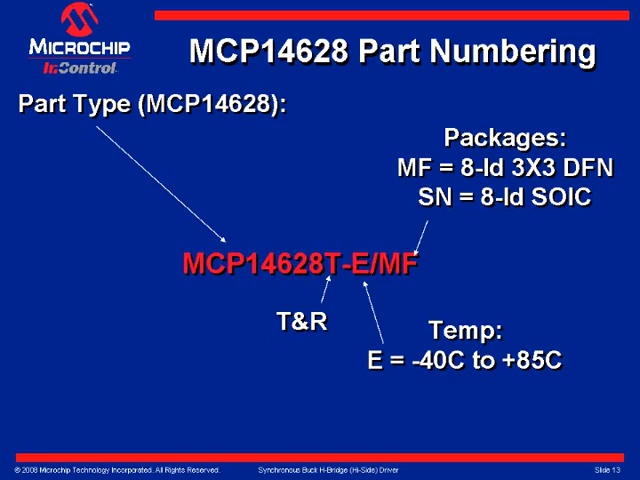 MICROCHIP
In Control
MCP14628 Part Numbering
Part Type (MCP14628):
Packages:
MF = 8-ld 3X3 DFN
SN = 8-ld SOIC
MCP14628T-E/MF
T&R
Temp:
E = -40C to +85C
© 2008 Microchip Technology Incorporated. All Rights Reserved.
Synchronous Buck H-Bridge (Hi-Side) Driver
Slide 13